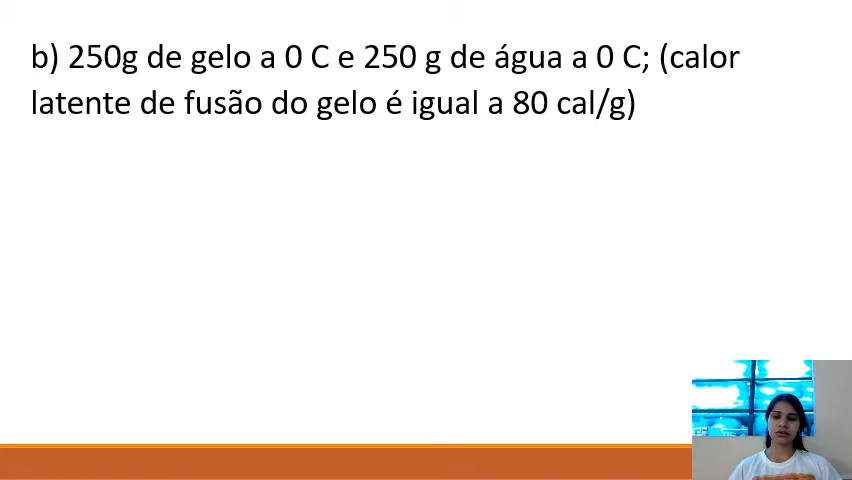 b) 250g de gelo a 0 C e 250 g de água a 0 C; (calor
latente de fusão do gelo é igual a 80 cal/g)